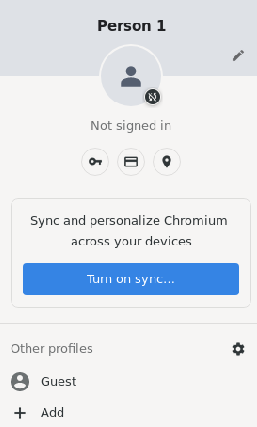 Person 1
Not signed in
Sync and personalize Chromium
across your devices
Turn on sync...
Other profiles
Guest
Add